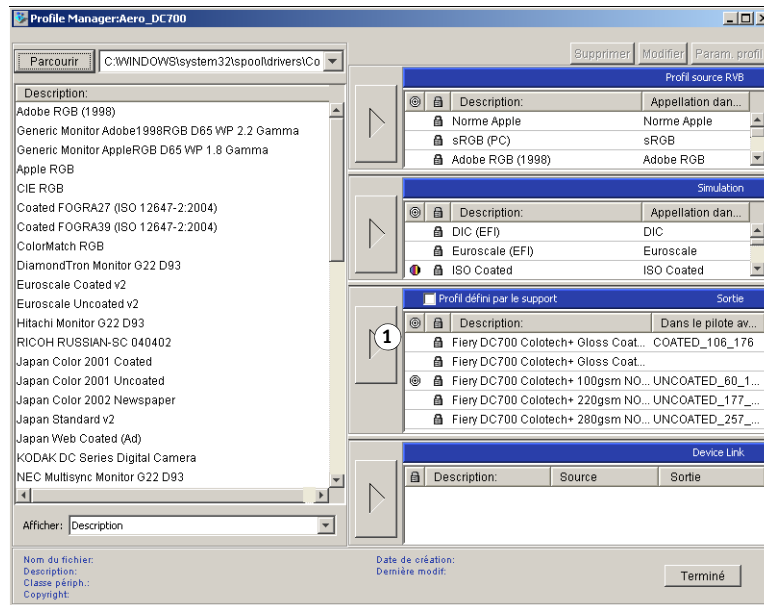 Profile Manager:Aero_DC700
Parcourir
C:\WINDOWS\system32\spool\drivers\Co
Supprimer
Modifier
Param. profil
Description:
Adobe RGB (1998)
Generic Monitor Adobe1998RGB D65 WP 2.2 Gamma
Generic Monitor AppleRGB D65 WP 1.8 Gamma
Apple RGB
CIE RGB
Coated FOGRA27 (ISO 12647-2:2004)
Coated FOGRA39 (ISO 12647-2:2004)
ColorMatch RGB
DiamondTron Monitor G22 D93
Euroscale Coated v2
Euroscale Uncoated v2
Hitachi Monitor G22 D93
RICOH RUSSIAN-SC 040402
Japan Color 2001 Coated
Japan Color 2001 Uncoated
Japan Color 2002 Newspaper
Japan Standard v2
Japan Web Coated (Ad)
KODAK DC Series Digital Camera
NEC Multisync Monitor G22 D93
Afficher: Description
Profil source RVB
Description: Appellation dan...
Norme Apple Norme Apple
sRGB (PC) sRGB
Adobe RGB (1998) Adobe RGB
Simulation
Description: Appellation dan...
DIC (EFI) DIC
Euroscale (EFI) Euroscale
ISO Coated ISO Coated
Profil défini par le support Sortie
1
Description: Dans le pilote av...
Fiery DC700 Colotech+ Gloss Coat... COATED_106_176
Fiery DC700 Colotech+ Gloss Coat...
Fiery DC700 Colotech+ 100gsm NO... UNCOATED_60_1...
Fiery DC700 Colotech+ 220gsm NO... UNCOATED_177_...
Fiery DC700 Colotech+ 280gsm NO... UNCOATED_257_...
Device Link
Description: Source Sortie
Nom du fichier:
Description:
Classe périph.:
Copyright:
Date de création:
Dernière modif:
Terminé